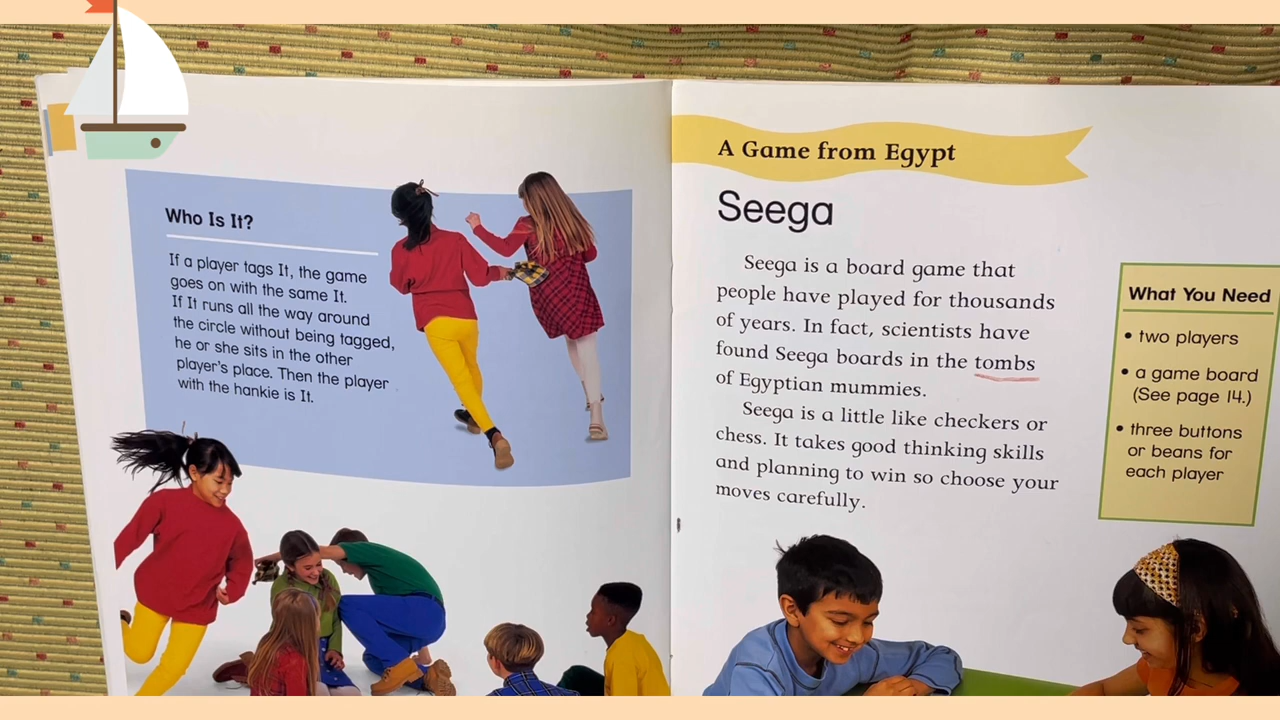 Who Is It?
If a player tags It, the game
goes on with the same It.
If It runs all the way around
the circle without being tagged,
he or she sits in the other
player's place. Then the player
with the hankie is It.
A Game from Egypt
Seega
Seega is a board game that
people have played for thousands
of years. In fact, scientists have
found Seega boards in the tombs
of Egyptian mummies.
Seega is a little like checkers or
chess. It takes good thinking skills
and planning to win so choose your
moves carefully.
What You Need
• two players
• a game board
(See page 14.)
• three buttons
or beans for
each player